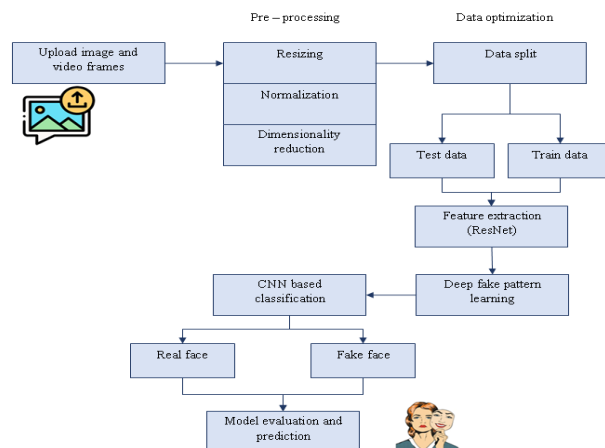 Pre – processing
Data optimization
Upload image and
video frames
Resizing
Normalization
Dimensionality
reduction
Data split
Test data
Train data
Feature extraction
(ResNet)
Deep fake pattern
learning
CNN based
classification
Real face
Fake face
Model evaluation and
prediction